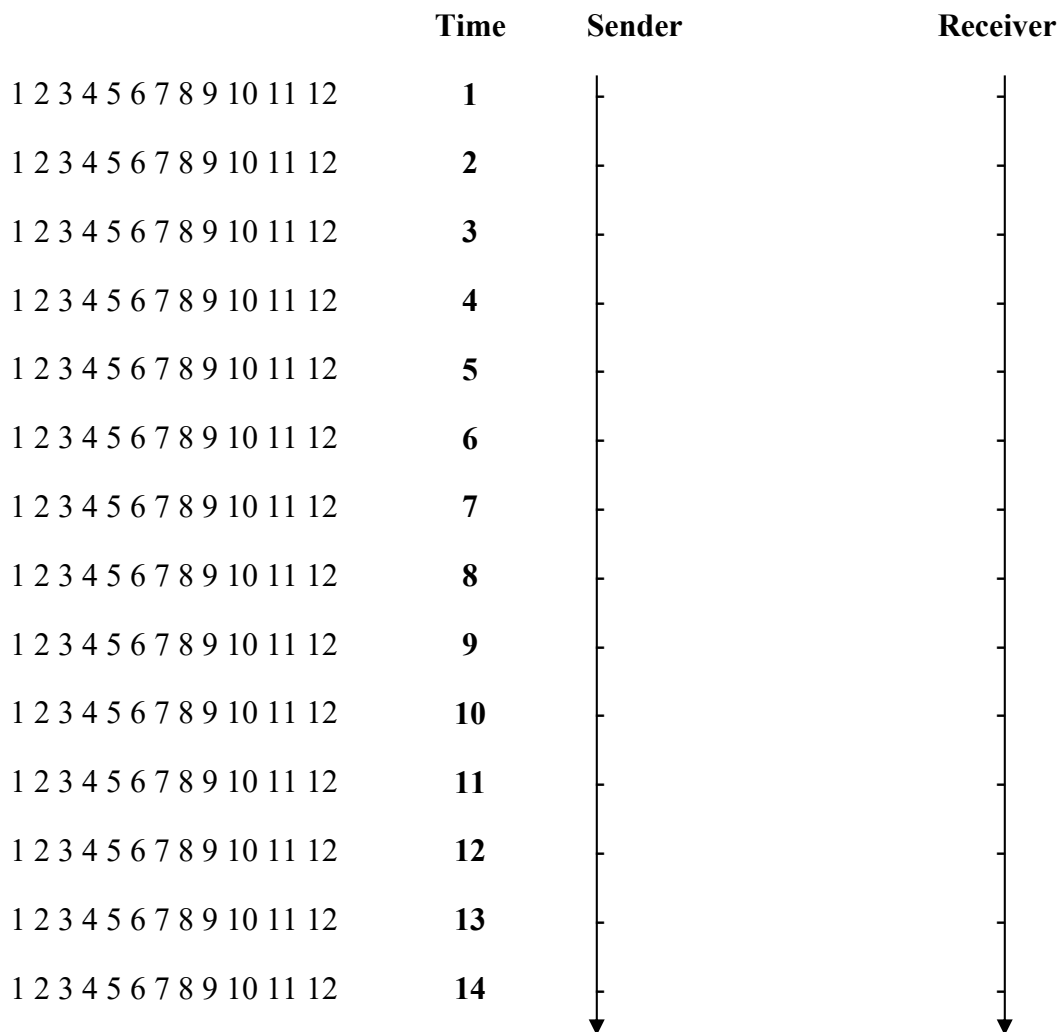 Time Sender Receiver
1 2 3 4 5 6 7 8 9 10 11 12 1
1 2 3 4 5 6 7 8 9 10 11 12 2
1 2 3 4 5 6 7 8 9 10 11 12 3
1 2 3 4 5 6 7 8 9 10 11 12 4
1 2 3 4 5 6 7 8 9 10 11 12 5
1 2 3 4 5 6 7 8 9 10 11 12 6
1 2 3 4 5 6 7 8 9 10 11 12 7
1 2 3 4 5 6 7 8 9 10 11 12 8
1 2 3 4 5 6 7 8 9 10 11 12 9
1 2 3 4 5 6 7 8 9 10 11 12 10
1 2 3 4 5 6 7 8 9 10 11 12 11
1 2 3 4 5 6 7 8 9 10 11 12 12
1 2 3 4 5 6 7 8 9 10 11 12 13
1 2 3 4 5 6 7 8 9 10 11 12 14